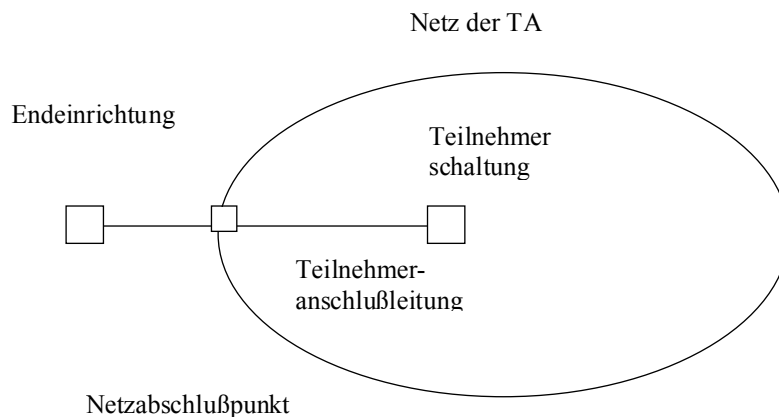 Netz der TA
Endeinrichtung
Teilnehmer
schaltung
Teilnehmer-
anschlußleitung
Netzabschlußpunkt